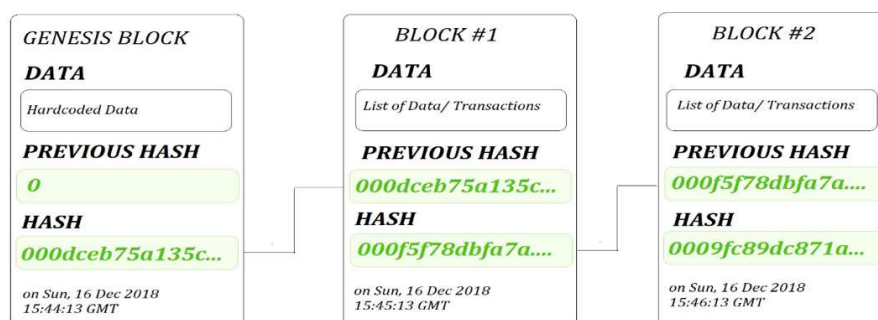 GENESIS BLOCK
DATA
Hardcoded Data
PREVIOUS HASH
0
HASH
000dceb75a135c...
on Sun, 16 Dec 2018
15:44:13 GMT
BLOCK #1
DATA
List of Data/ Transactions
PREVIOUS HASH
000dceb75a135c...
HASH
000f5f78dbfa7a....
on Sun, 16 Dec 2018
15:45:13 GMT
BLOCK #2
DATA
List of Data/ Transactions
PREVIOUS HASH
000f5f78dbfa7a....
HASH
0009fc89dc871a...
on Sun, 16 Dec 2018
15:46:13 GMT